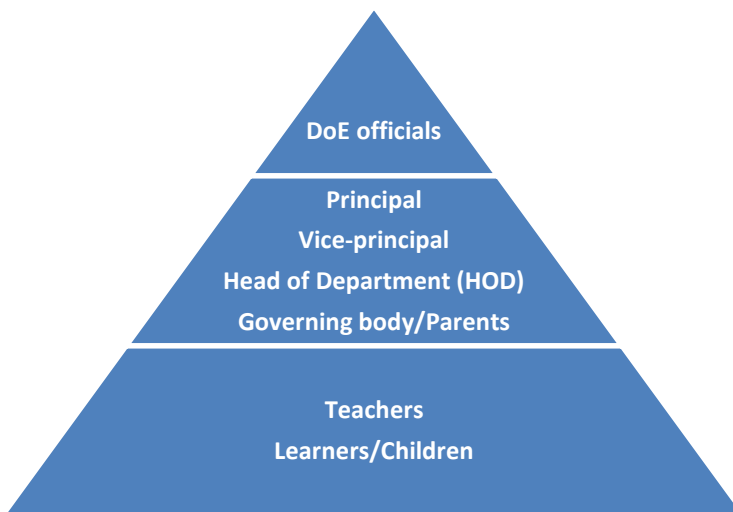 DoE officials
Principal
Vice-principal
Head of Department (HOD)
Governing body/Parents
Teachers
Learners/Children